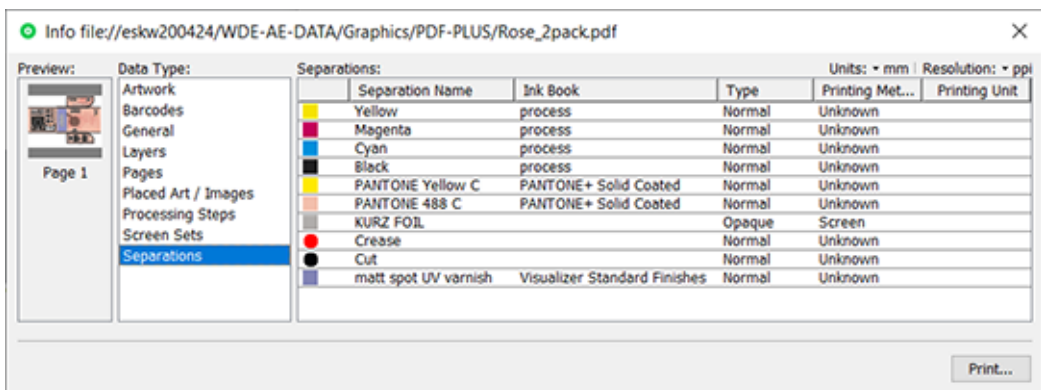 Info file://eskw200424/WDE-AE-DATA/Graphics/PDF-PLUS/Rose_2pack.pdf
Preview:
Page 1
Data Type:
Artwork
Barcodes
General
Layers
Pages
Placed Art / Images
Processing Steps
Screen Sets
Separations
Separations: Units: mm Resolution: ppi
Separation Name Ink Book Type Printing Met... Printing Unit
Yellow process Normal Unknown
Magenta process Normal Unknown
Cyan process Normal Unknown
Black process Normal Unknown
PANTONE Yellow C PANTONE+ Solid Coated Normal Unknown
PANTONE 488 C PANTONE+ Solid Coated Normal Unknown
KURZ FOIL Opaque Screen
Crease Normal Unknown
Cut Normal Unknown
matt spot UV varnish Visualizer Standard Finishes Normal Unknown
Print...